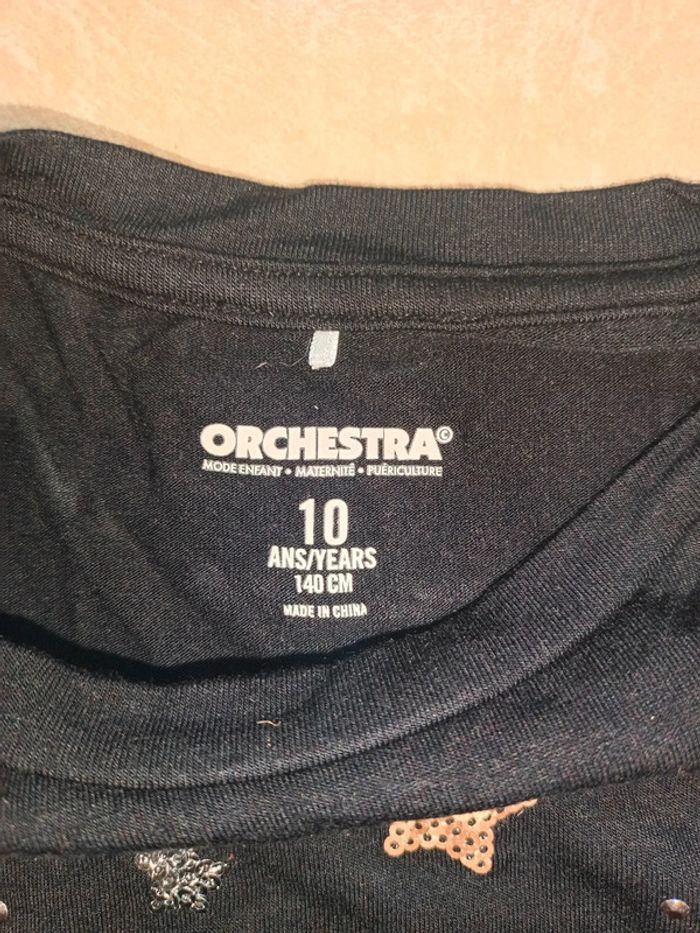 ORCHESTRA©
MODE ENFANT • MATERNITÉ • PUÉRICULTURE
10
ANS/YEARS
140 CM
MADE IN CHINA